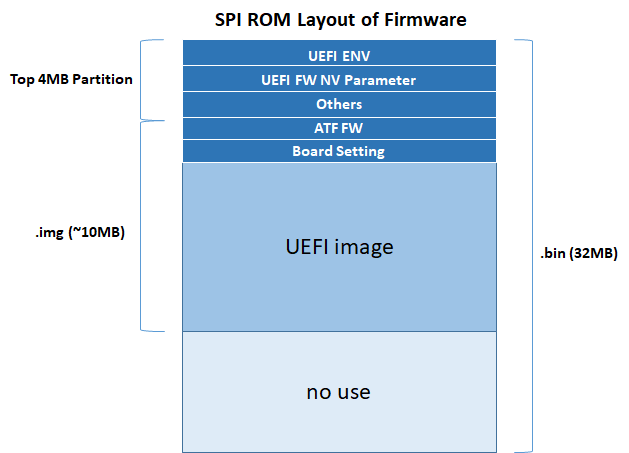 SPI ROM Layout of Firmware
UEFI ENV
Top 4MB Partition
UEFI FW NV Parameter
Others
ATF FW
Board Setting
.img (~10MB)
UEFI image
.bin (32MB)
no use